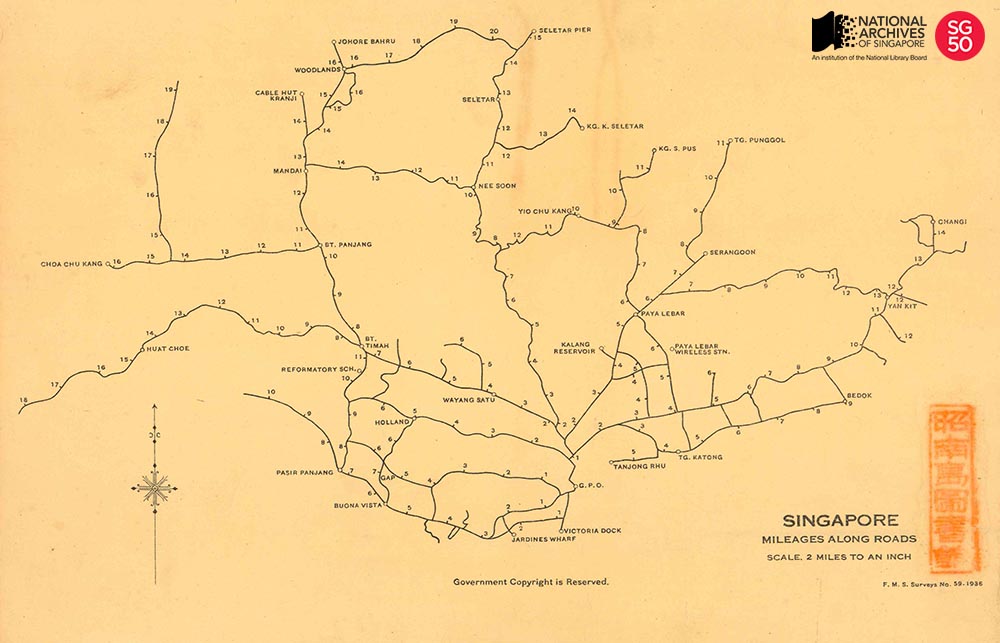 NATIONAL
ARCHIVES
OF SINGAPORE
An institution of the National Library Board
SG
50
SELETAR PIER
JOHORE BAHRU
WOODLANDS
CABLE HUT
KRANJI
SELETAR
KG. K. SELETAR
KG. S. PUS
TG. PUNGGOL
MANDAI
NEE SOON
YIO CHU KANG
CHANGI
BT. PANJANG
CHOA CHU KANG
SERANGOON
YAN KIT
PAYA LEBAR
BT.
TIMAH
HUAT CHOE
KALANG
RESERVOIR
PAYA LEBAR
WIRELESS STN.
REFORMATORY SCH.
WAYANG SATU
BEDOK
HOLLAND
TG. KATONG
TANJONG RHU
PASIR PANJANG
GAP
G.P.O.
BUONA VISTA
VICTORIA DOCK
JARDINES WHARF
SINGAPORE
MILEAGES ALONG ROADS
SCALE, 2 MILES TO AN INCH
Government Copyright is Reserved.
F. M. S. Surveys No. 59-1936
昭南島圖書